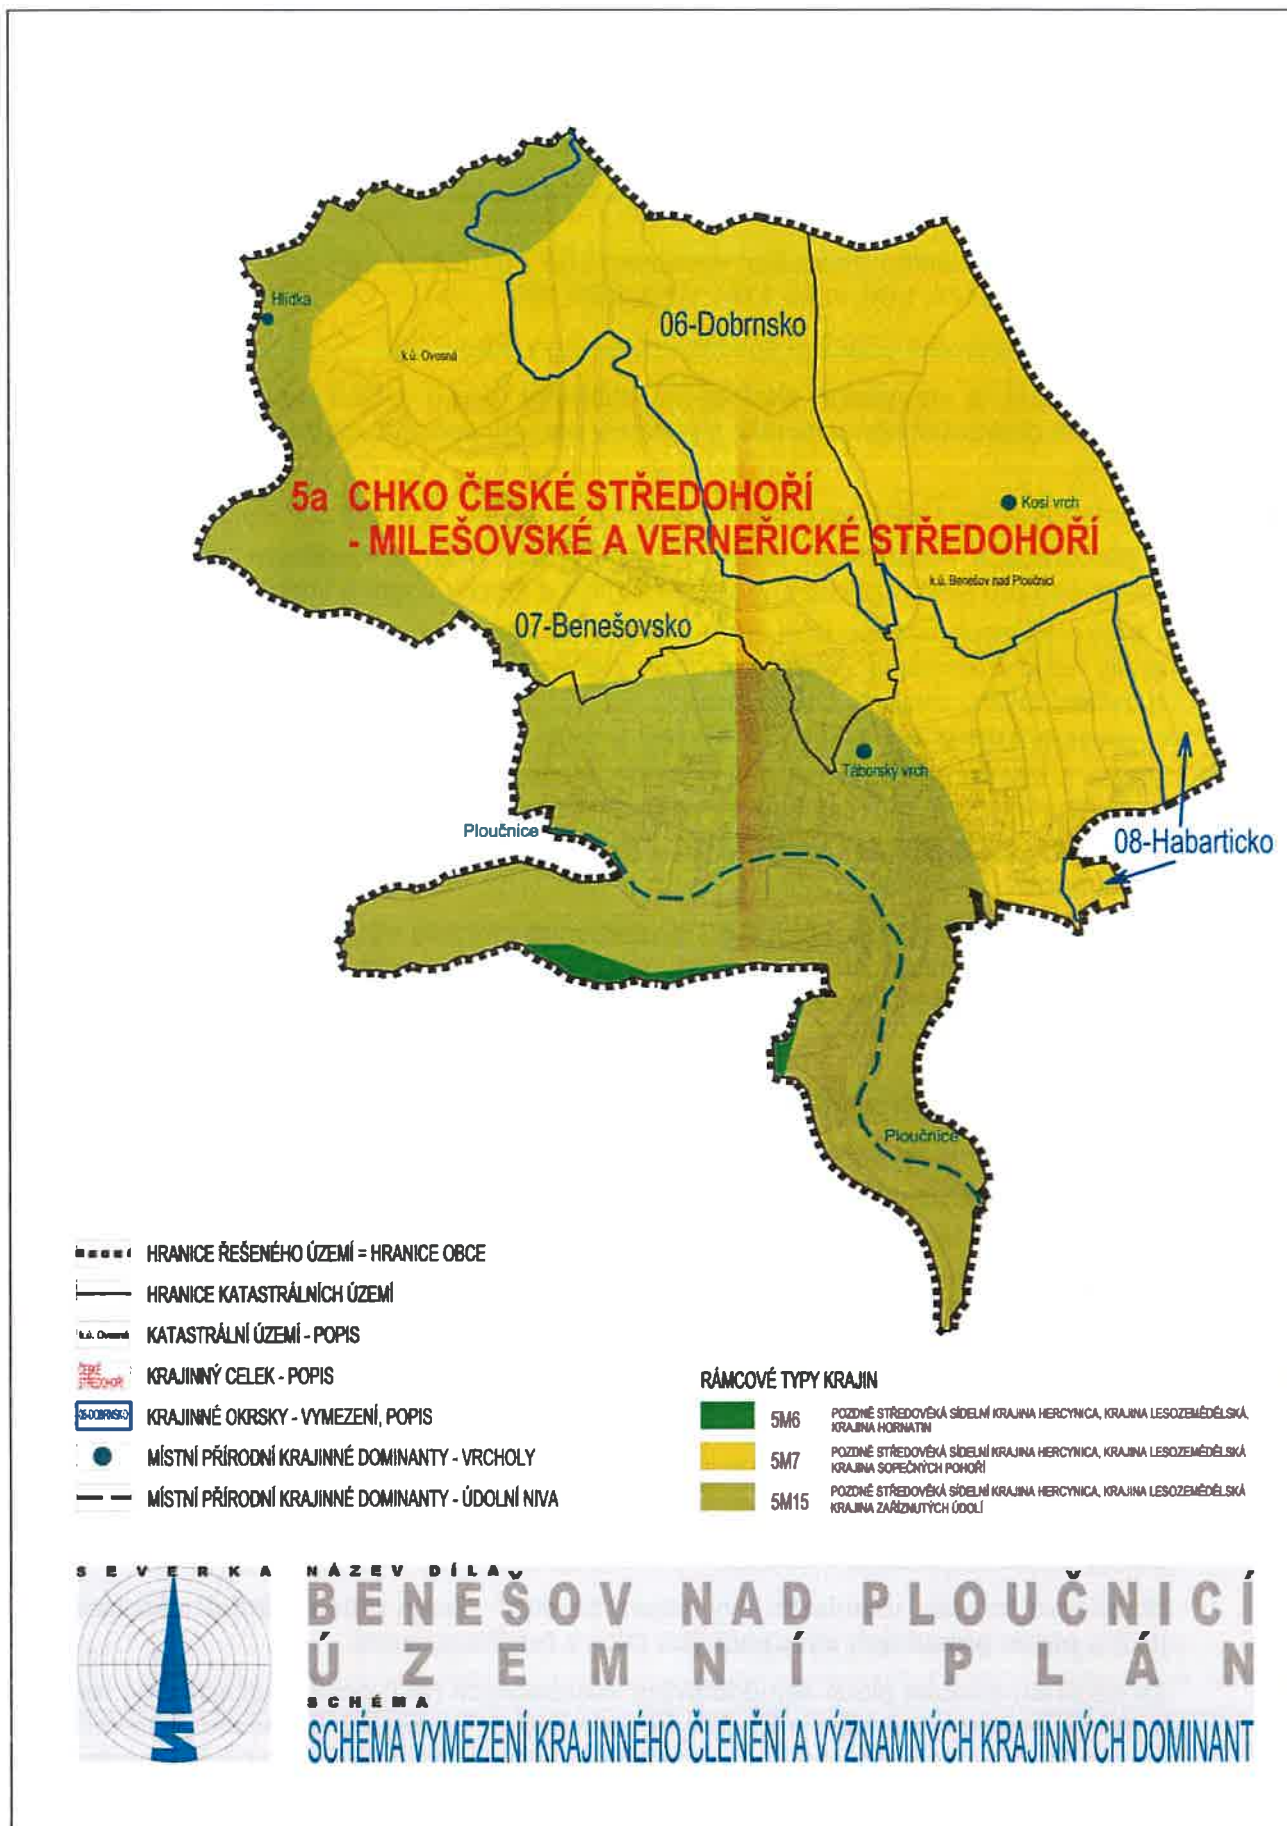 Hlídka
06-Dobrnsko
k.ú. Ovesná
5a CHKO ČESKÉ STŘEDOHOŘÍ
- MILEŠOVSKÉ A VERNEŘICKÉ STŘEDOHOŘÍ
Kosí vrch
k.ú. Benešov nad Ploučnicí
07-Benešovsko
Táborský vrch
Ploučnice
08-Habarticko
Ploučnice
HRANICE ŘEŠENÉHO ÚZEMÍ = HRANICE OBCE
HRANICE KATASTRÁLNÍCH ÚZEMÍ
k.ú. Ovesná
KATASTRÁLNÍ ÚZEMÍ - POPIS
ČESKÉ
STŘEDOHOŘÍ
KRAJINNÝ CELEK - POPIS
06-DOBRNSKO
KRAJINNÉ OKRSKY - VYMEZENÍ, POPIS
MÍSTNÍ PŘÍRODNÍ KRAJINNÉ DOMINANTY - VRCHOLY
MÍSTNÍ PŘÍRODNÍ KRAJINNÉ DOMINANTY - ÚDOLNÍ NIVA
RÁMCOVÉ TYPY KRAJIN
5M6
POZDNĚ STŘEDOVĚKÁ SÍDELNÍ KRAJINA HERCYNICA, KRAJINA LESOZEMĚDĚLSKÁ,
KRAJINA HORNATIN
5M7
POZDNĚ STŘEDOVĚKÁ SÍDELNÍ KRAJINA HERCYNICA, KRAJINA LESOZEMĚDĚLSKÁ
KRAJINA SOPEČNÝCH POHOŘÍ
5M15
POZDNĚ STŘEDOVĚKÁ SÍDELNÍ KRAJINA HERCYNICA, KRAJINA LESOZEMĚDĚLSKÁ
KRAJINA ZAŘÍZNUTÝCH ÚDOLÍ
SEVERKA
NÁZEV DÍLA
BENEŠOV NAD PLOUČNICÍ
ÚZEMNÍ PLÁN
SCHÉMA
SCHÉMA VYMEZENÍ KRAJINNÉHO ČLENĚNÍ A VÝZNAMNÝCH KRAJINNÝCH DOMINANT